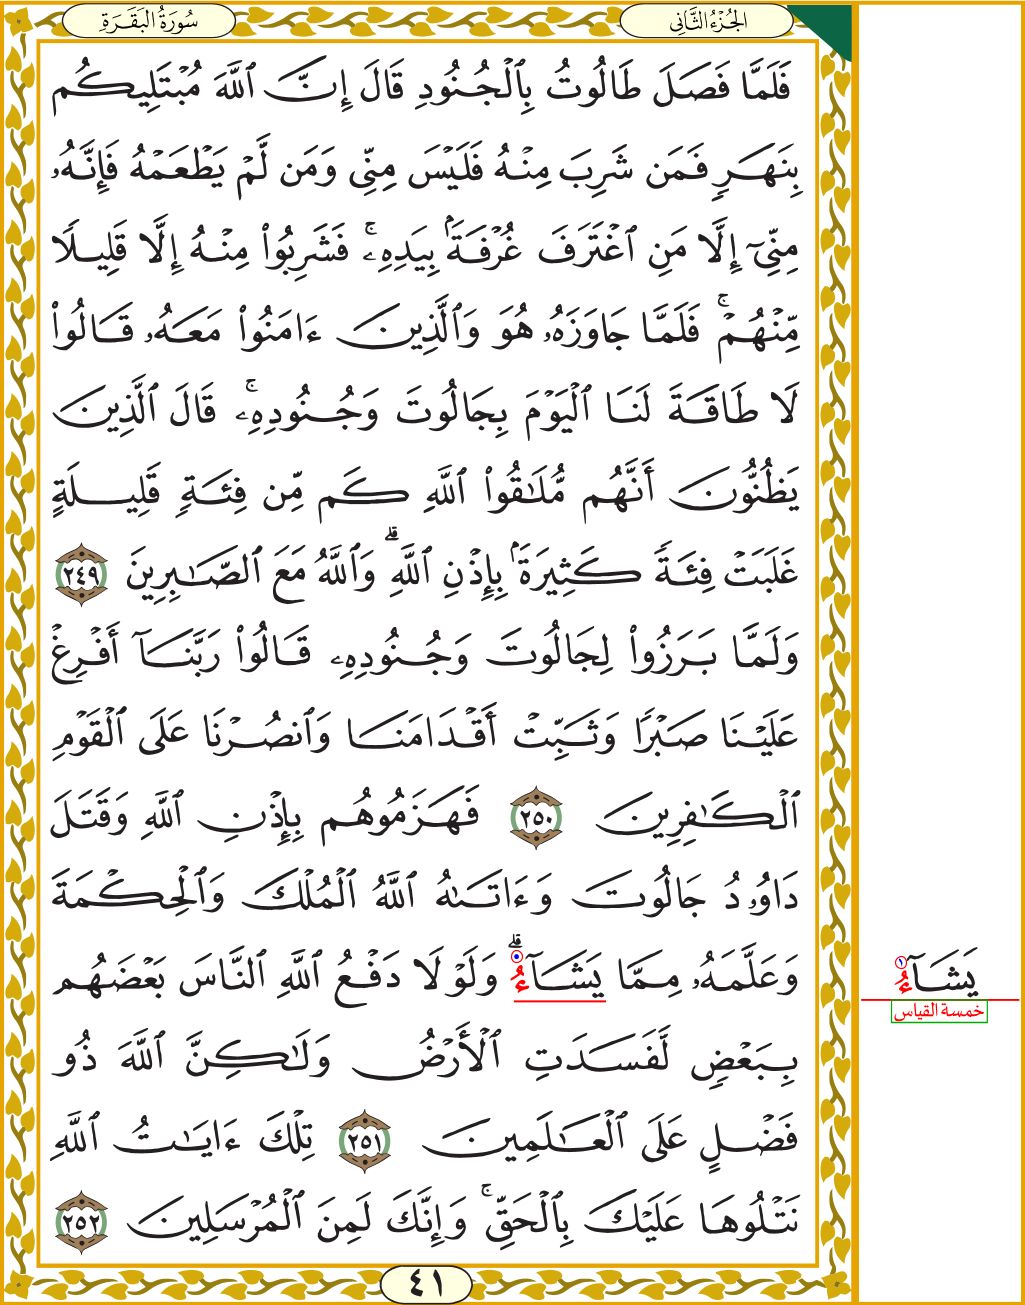 الجُزْءُ الثَّانِي
سُورَةُ البَقَرَةِ
فَلَمَّا فَصَلَ طَالُوتُ بِٱلْجُنُودِ قَالَ إِنَّ ٱللَّهَ مُبْتَلِيكُم
بِنَهَرٍ فَمَن شَرِبَ مِنْهُ فَلَيْسَ مِنِّى وَمَن لَّمْ يَطْعَمْهُ فَإِنَّهُۥ
مِنِّىٓ إِلَّا مَنِ ٱغْتَرَفَ غُرْفَةَۢ بِيَدِهِۦۚ فَشَرِبُوا۟ مِنْهُ إِلَّا قَلِيلًا
مِّنْهُمْۚ فَلَمَّا جَاوَزَهُۥ هُوَ وَٱلَّذِينَ ءَامَنُوا۟ مَعَهُۥ قَالُوا۟
لَا طَاقَةَ لَنَا ٱلْيَوْمَ بِجَالُوتَ وَجُنُودِهِۦۚ قَالَ ٱلَّذِينَ
يَظُنُّونَ أَنَّهُم مُّلَـٰقُوا۟ ٱللَّهِ كَم مِّن فِئَةٍ قَلِيلَةٍ
غَلَبَتْ فِئَةً كَثِيرَةَۢ بِإِذْنِ ٱللَّهِۗ وَٱللَّهُ مَعَ ٱلصَّـٰبِرِينَ ٢٤٩
وَلَمَّا بَرَزُوا۟ لِجَالُوتَ وَجُنُودِهِۦ قَالُوا۟ رَبَّنَآ أَفْرِغْ
عَلَيْنَا صَبْرًا وَثَبِّتْ أَقْدَامَنَا وَٱنصُرْنَا عَلَى ٱلْقَوْمِ
ٱلْكَـٰفِرِينَ ٢٥٠ فَهَزَمُوهُم بِإِذْنِ ٱللَّهِ وَقَتَلَ
دَاوُۥدُ جَالُوتَ وَءَاتَىٰهُ ٱللَّهُ ٱلْمُلْكَ وَٱلْحِكْمَةَ
وَعَلَّمَهُۥ مِمَّا يَشَآءُۗ وَلَوْلَا دَفْعُ ٱللَّهِ ٱلنَّاسَ بَعْضَهُم
بِبَعْضٍ لَّفَسَدَتِ ٱلْأَرْضُ وَلَـٰكِنَّ ٱللَّهَ ذُو
فَضْلٍ عَلَى ٱلْعَـٰلَمِينَ ٢٥١ تِلْكَ ءَايَـٰتُ ٱللَّهِ
نَتْلُوهَا عَلَيْكَ بِٱلْحَقِّۚ وَإِنَّكَ لَمِنَ ٱلْمُرْسَلِينَ ٢٥٢
يَشَآءُ ١
خمسة القياس
٤١